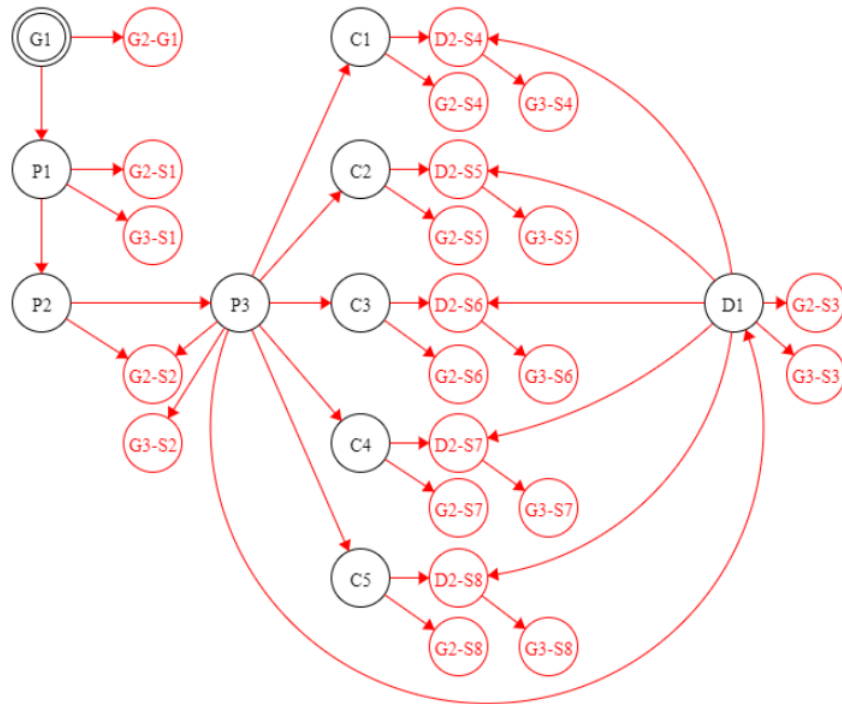 G1 G2-G1 C1 D2-S4
G2-S4 G3-S4
P1 G2-S1 C2 D2-S5
G3-S1 G2-S5 G3-S5
P2 P3 C3 D2-S6 D1 G2-S3
G2-S2 G2-S6 G3-S6 G3-S3
G3-S2 C4 D2-S7
G2-S7 G3-S7
C5 D2-S8
G2-S8 G3-S8